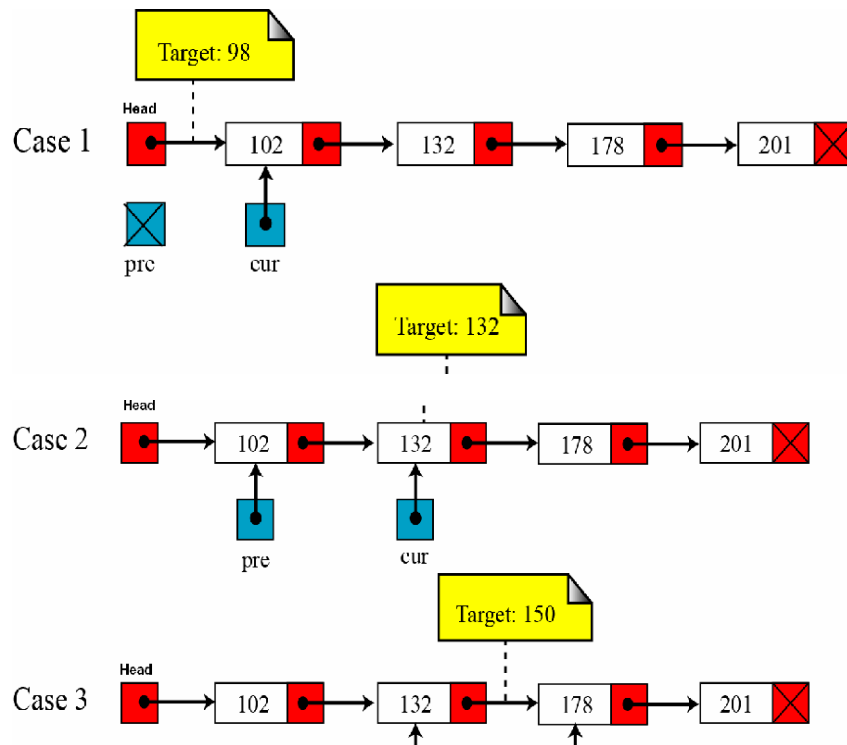 Target: 98
Head
Case 1
102
132
178
201
pre
cur
Target: 132
Head
Case 2
102
132
178
201
pre
cur
Target: 150
Head
Case 3
102
132
178
201